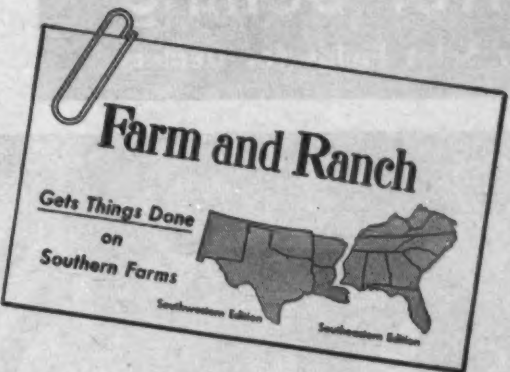 Farm and Ranch
Gets Things Done
on
Southern Farms
Southwestern Edition
Southeastern Edition